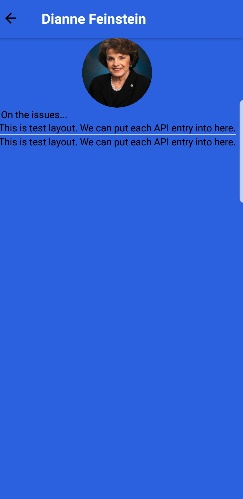 Dianne Feinstein
On the issues...
This is test layout. We can put each API entry into here.
This is test layout. We can put each API entry into here.